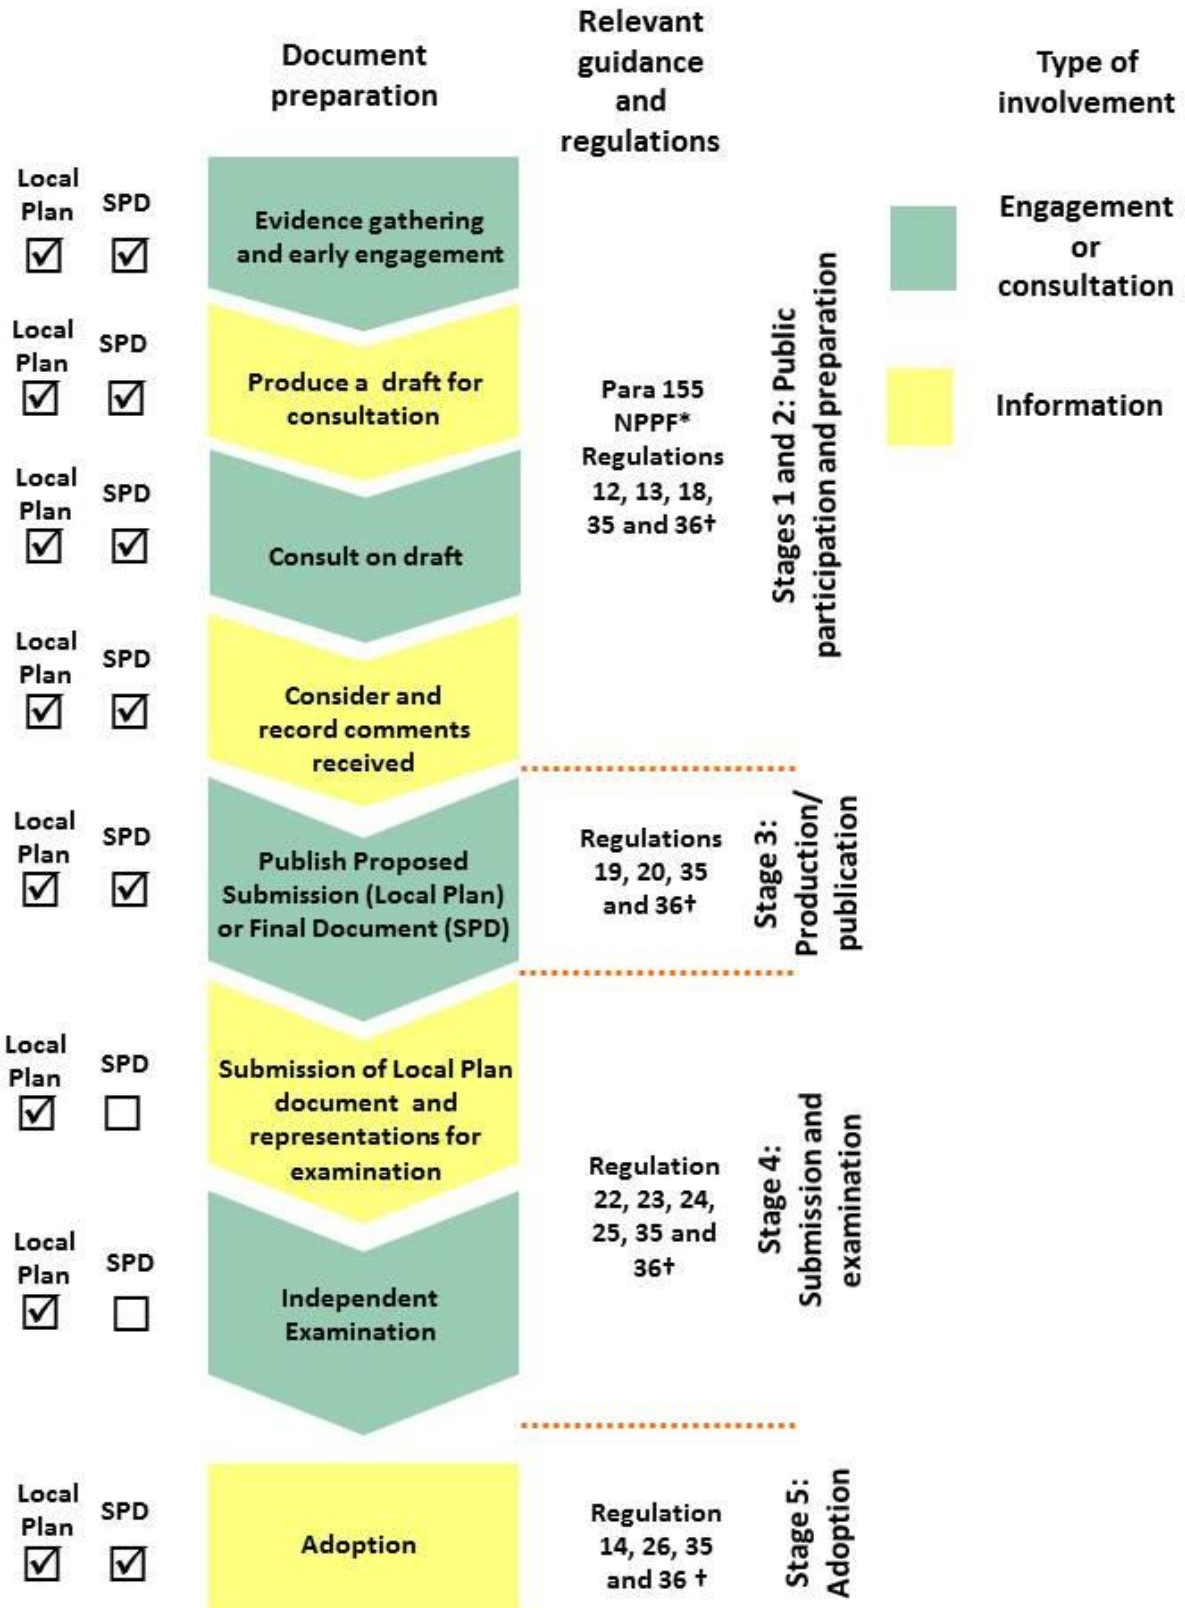 Document
preparation
Relevant
guidance
and
regulations
Type of
involvement
Local
Plan
SPD
Evidence gathering
and early engagement
Engagement
or
consultation
Local
Plan
SPD
Produce a draft for
consultation
Information
Para 155
NPPF*
Regulations
12, 13, 18,
35 and 36†
Stages 1 and 2: Public
participation and preparation
Local
Plan
SPD
Consult on draft
Local
Plan
SPD
Consider and
record comments
received
Local
Plan
SPD
Publish Proposed
Submission (Local Plan)
or Final Document (SPD)
Regulations
19, 20, 35
and 36†
Stage 3:
Production/
publication
Local
Plan
SPD
Submission of Local Plan
document and
representations for
examination
Regulation
22, 23, 24,
25, 35 and
36†
Stage 4:
Submission and
examination
Local
Plan
SPD
Independent
Examination
Local
Plan
SPD
Adoption
Regulation
14, 26, 35
and 36 †
Stage 5:
Adoption